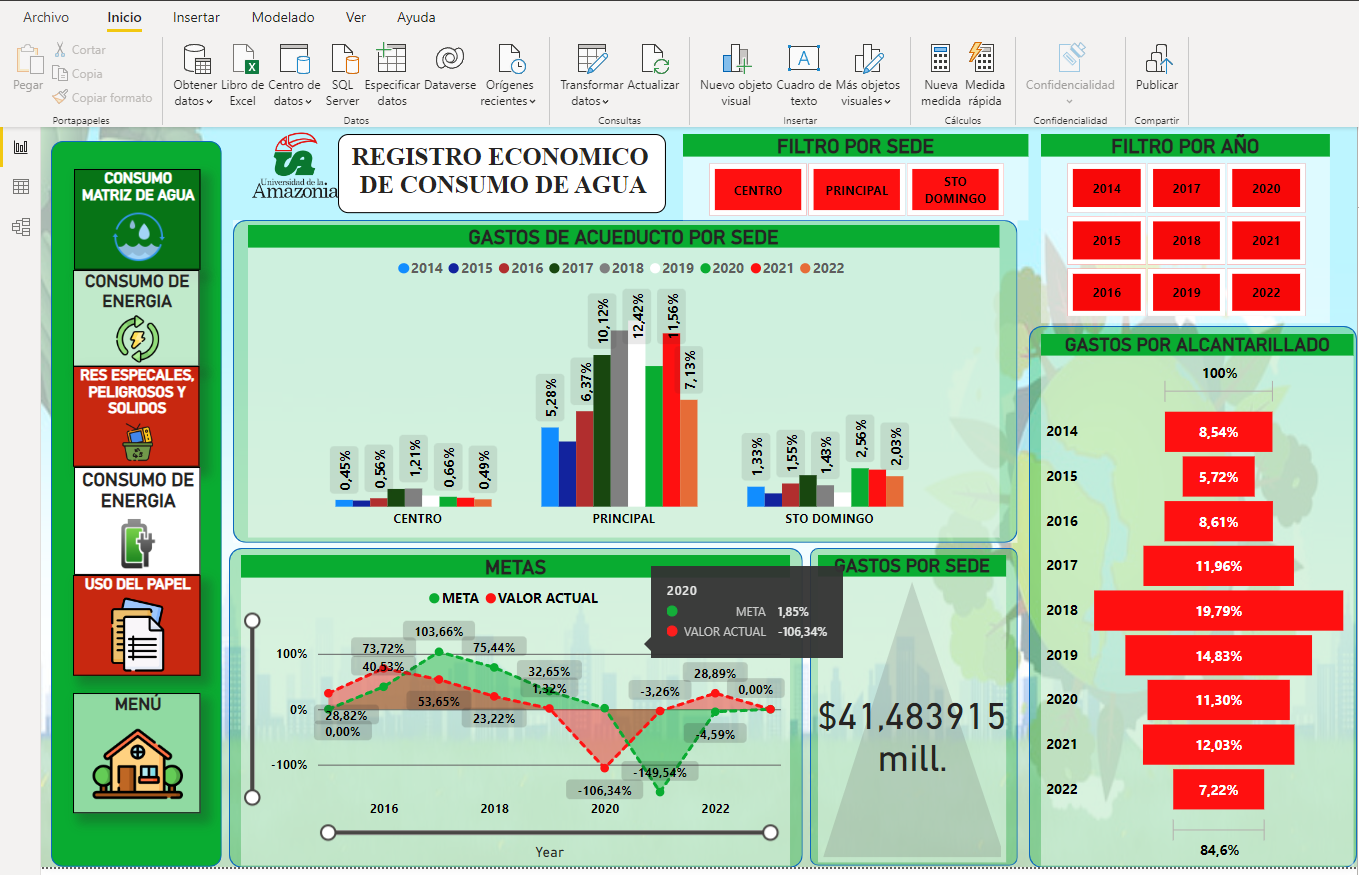 Archivo Inicio Insertar Modelado Ver Ayuda
Pegar
Cortar
Copia
Copiar formato
Portapapeles
Obtener datos
Libro de Excel
Centro de datos
SQL Server
Especificar datos
Dataverse
Orígenes recientes
Datos
Transformar datos
Actualizar
Consultas
Nuevo objeto visual
Cuadro de texto
Más objetos visuales
Insertar
Nueva medida
Medida rápida
Cálculos
Confidencialidad
Confidencialidad
Publicar
Compartir
CONSUMO
MATRIZ DE AGUA
CONSUMO DE
ENERGIA
RES ESPECALES,
PELIGROSOS Y
SOLIDOS
CONSUMO DE
ENERGIA
USO DEL PAPEL
MENÚ
Universidad de la
Amazonia
REGISTRO ECONOMICO
DE CONSUMO DE AGUA
FILTRO POR SEDE
CENTRO
PRINCIPAL
STO
DOMINGO
FILTRO POR AÑO
2014 2017 2020
2015 2018 2021
2016 2019 2022
GASTOS DE ACUEDUCTO POR SEDE
2014 2015 2016 2017 2018 2019 2020 2021 2022
0,45% 0,56% 1,21% 0,66% 0,49%
5,28% 6,37% 10,12% 12,42% 11,56% 7,13%
1,33% 1,55% 1,43% 2,56% 2,03%
CENTRO PRINCIPAL STO DOMINGO
METAS
META VALOR ACTUAL
100%
0%
-100%
28,82%
0,00%
73,72%
40,53%
103,66%
53,65%
75,44%
23,22%
32,65%
1,32%
-106,34%
-3,26%
-149,54%
28,89%
-4,59%
0,00%
2016 2018 2020 2022
Year
2020
META 1,85%
VALOR ACTUAL -106,34%
GASTOS POR SEDE
$41,483915
mill.
GASTOS POR ALCANTARILLADO
100%
2014 8,54%
2015 5,72%
2016 8,61%
2017 11,96%
2018 19,79%
2019 14,83%
2020 11,30%
2021 12,03%
2022 7,22%
84,6%